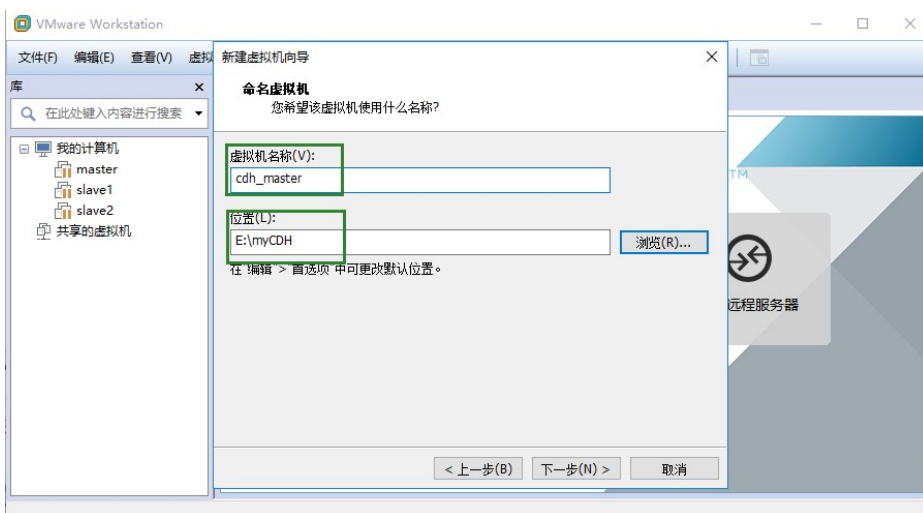 VMware Workstation
文件(F) 编辑(E) 查看(V) 虚拟
新建虚拟机向导
库
在此处键入内容进行搜索
我的计算机
master
slave1
slave2
共享的虚拟机
命名虚拟机
您希望该虚拟机使用什么名称?
虚拟机名称(V):
cdh_master
位置(L):
E:\myCDH
浏览(R)...
在"编辑">"首选项"中可更改默认位置。
< 上一步(B) 下一步(N) > 取消
TM
远程服务器